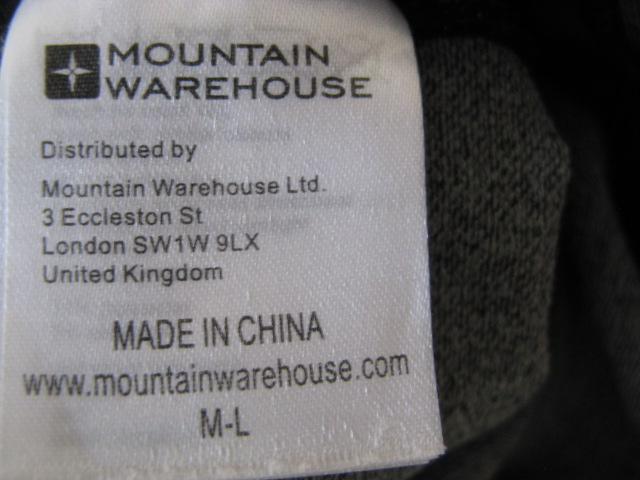 MOUNTAIN
WAREHOUSE
Distributed by
Mountain Warehouse Ltd.
3 Eccleston St
London SW1W 9LX
United Kingdom
MADE IN CHINA
www.mountainwarehouse.com
M-L